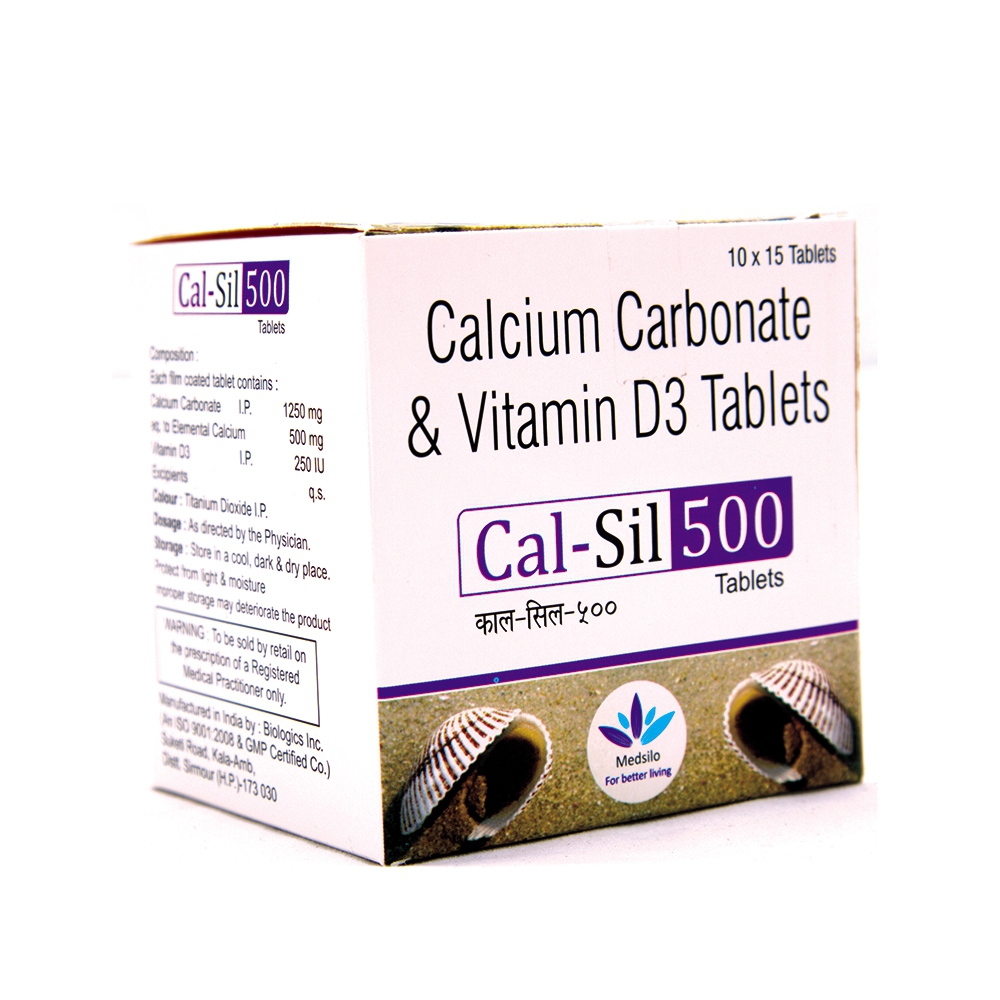 Cal-Sil 500
Tablets
Composition :
Each film coated tablet contains :
Calcium Carbonate I.P. 1250 mg
eq. to Elemental Calcium 500 mg
Vitamin D3 I.P. 250 IU
Excipients q.s.
Colour : Titanium Dioxide I.P.
Dosage : As directed by the Physician.
Storage : Store in a cool, dark & dry place.
Protect from light & moisture
Improper storage may deteriorate the product
WARNING : To be sold by retail on
the prescription of a Registered
Medical Practitioner only.
Manufactured in India by : Biologics Inc.
An ISO 9001:2008 & GMP Certified Co.)
Suketi Road, Kala-Amb,
Distt. Sirmour (H.P.)-173 030
10 x 15 Tablets
Calcium Carbonate
& Vitamin D3 Tablets
Cal-Sil 500
Tablets
काल-सिल-५००
Medsilo
For better living